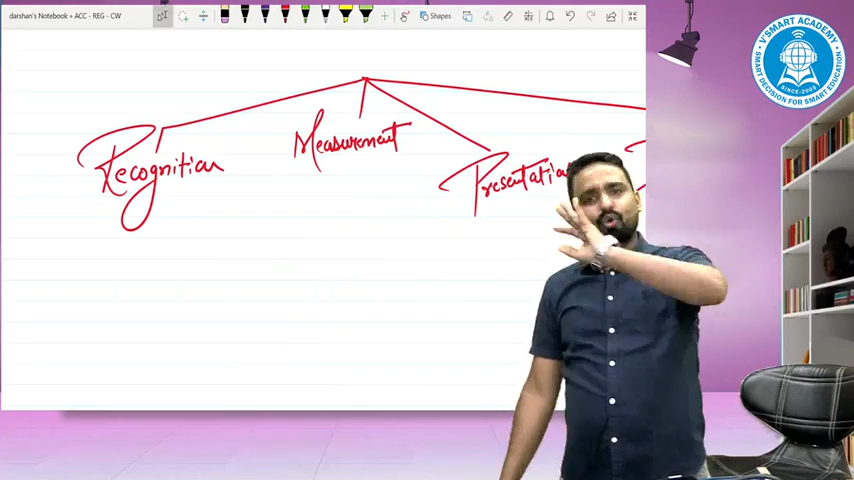 darshan's Notebook » ACC - REG - CW
Shapes
V'SMART ACADEMY
SMART DECISION FOR SMART EDUCATION
SINCE-2005
Recognition
Measurement
Presentation